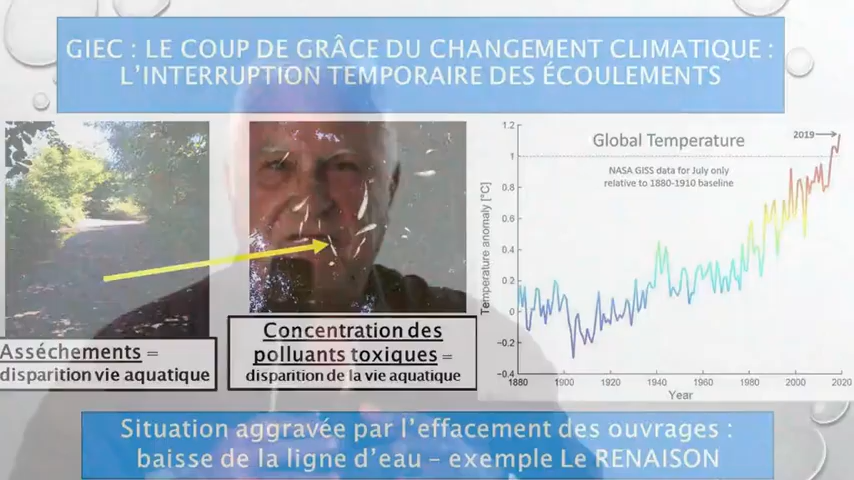 GIEC : LE COUP DE GRÂCE DU CHANGEMENT CLIMATIQUE :
L'INTERRUPTION TEMPORAIRE DES ÉCOULEMENTS
Asséchements =
disparition vie aquatique
Concentration des
polluants toxiques =
disparition de la vie aquatique
Global Temperature
NASA GISS data for July only
relative to 1880-1910 baseline
2019
Temperature anomaly [°C]
1.2
1
0.8
0.6
0.4
0.2
0
−0.2
−0.4
1880
1900
1920
1940
1960
1980
2000
2020
Year
Situation aggravée par l'effacement des ouvrages :
baisse de la ligne d'eau – exemple Le RENAISON